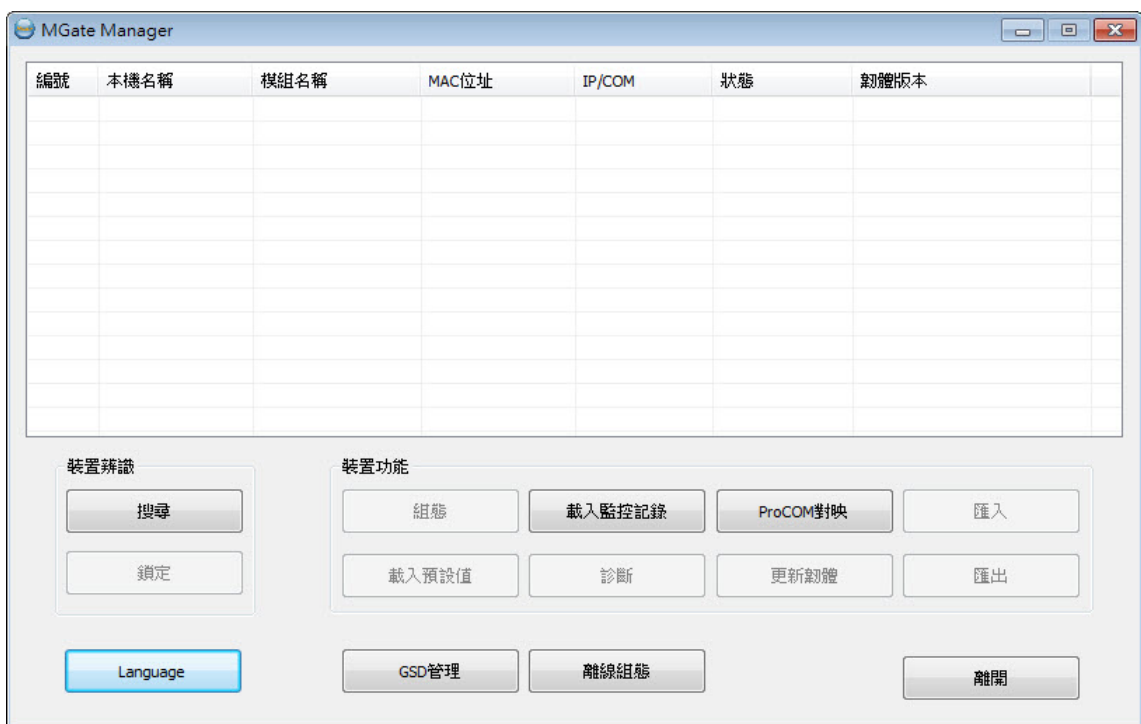 MGate Manager
編號 本機名稱 模組名稱 MAC位址 IP/COM 狀態 韌體版本
裝置辨識 裝置功能
搜尋 組態 載入監控記錄 ProCOM對映 匯入
鎖定 載入預設值 診斷 更新韌體 匯出
Language GSD管理 離線組態 離開